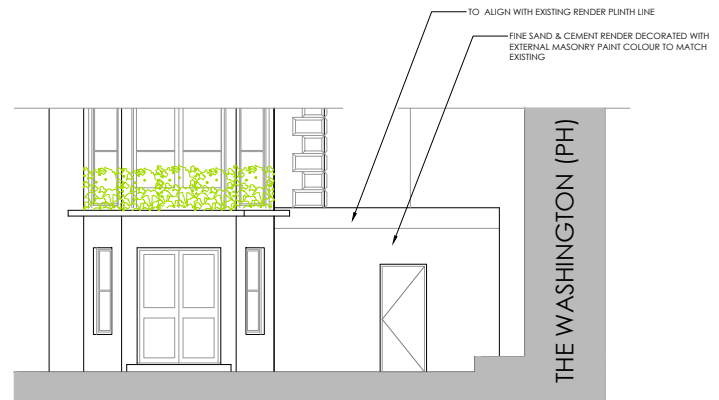 TO ALIGN WITH EXISTING RENDER PLINTH LINE
FINE SAND & CEMENT RENDER DECORATED WITH
EXTERNAL MASONRY PAINT COLOUR TO MATCH
EXISTING
THE WASHINGTON (PH)